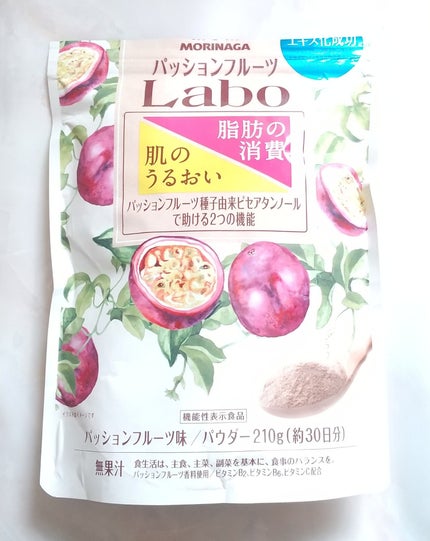 MORINAGA
エキス化成功
パッションフルーツ
Labo
脂肪の
消費
肌の
うるおい
パッションフルーツ種子由来ピセアタンノール
で助ける2つの機能
機能性表示食品
パッションフルーツ味/パウダー210g(約30日分)
無果汁
食生活は、主食、主菜、副菜を基本に、食事のバランスを。
パッションフルーツ香料使用/ビタミンB2、ビタミンB6、ビタミンC配合